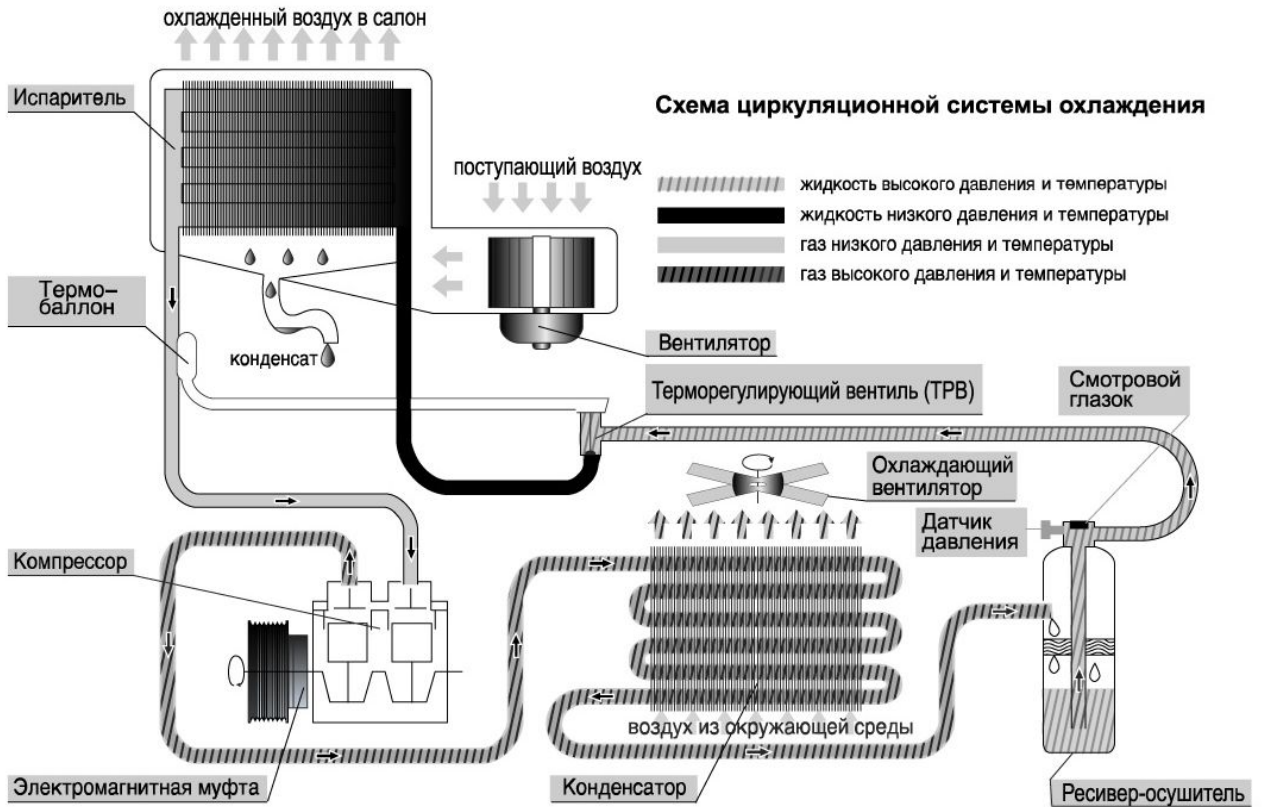 охлажденный воздух в салон
Испаритель
Схема циркуляционной системы охлаждения
поступающий воздух
жидкость высокого давления и температуры
жидкость низкого давления и температуры
газ низкого давления и температуры
газ высокого давления и температуры
Термо–
баллон
конденсат
Вентилятор
Терморегулирующий вентиль (ТРВ)
Смотровой
глазок
Охлаждающий
вентилятор
Датчик
давления
Компрессор
воздух из окружающей среды
Электромагнитная муфта
Конденсатор
Ресивер-осушитель